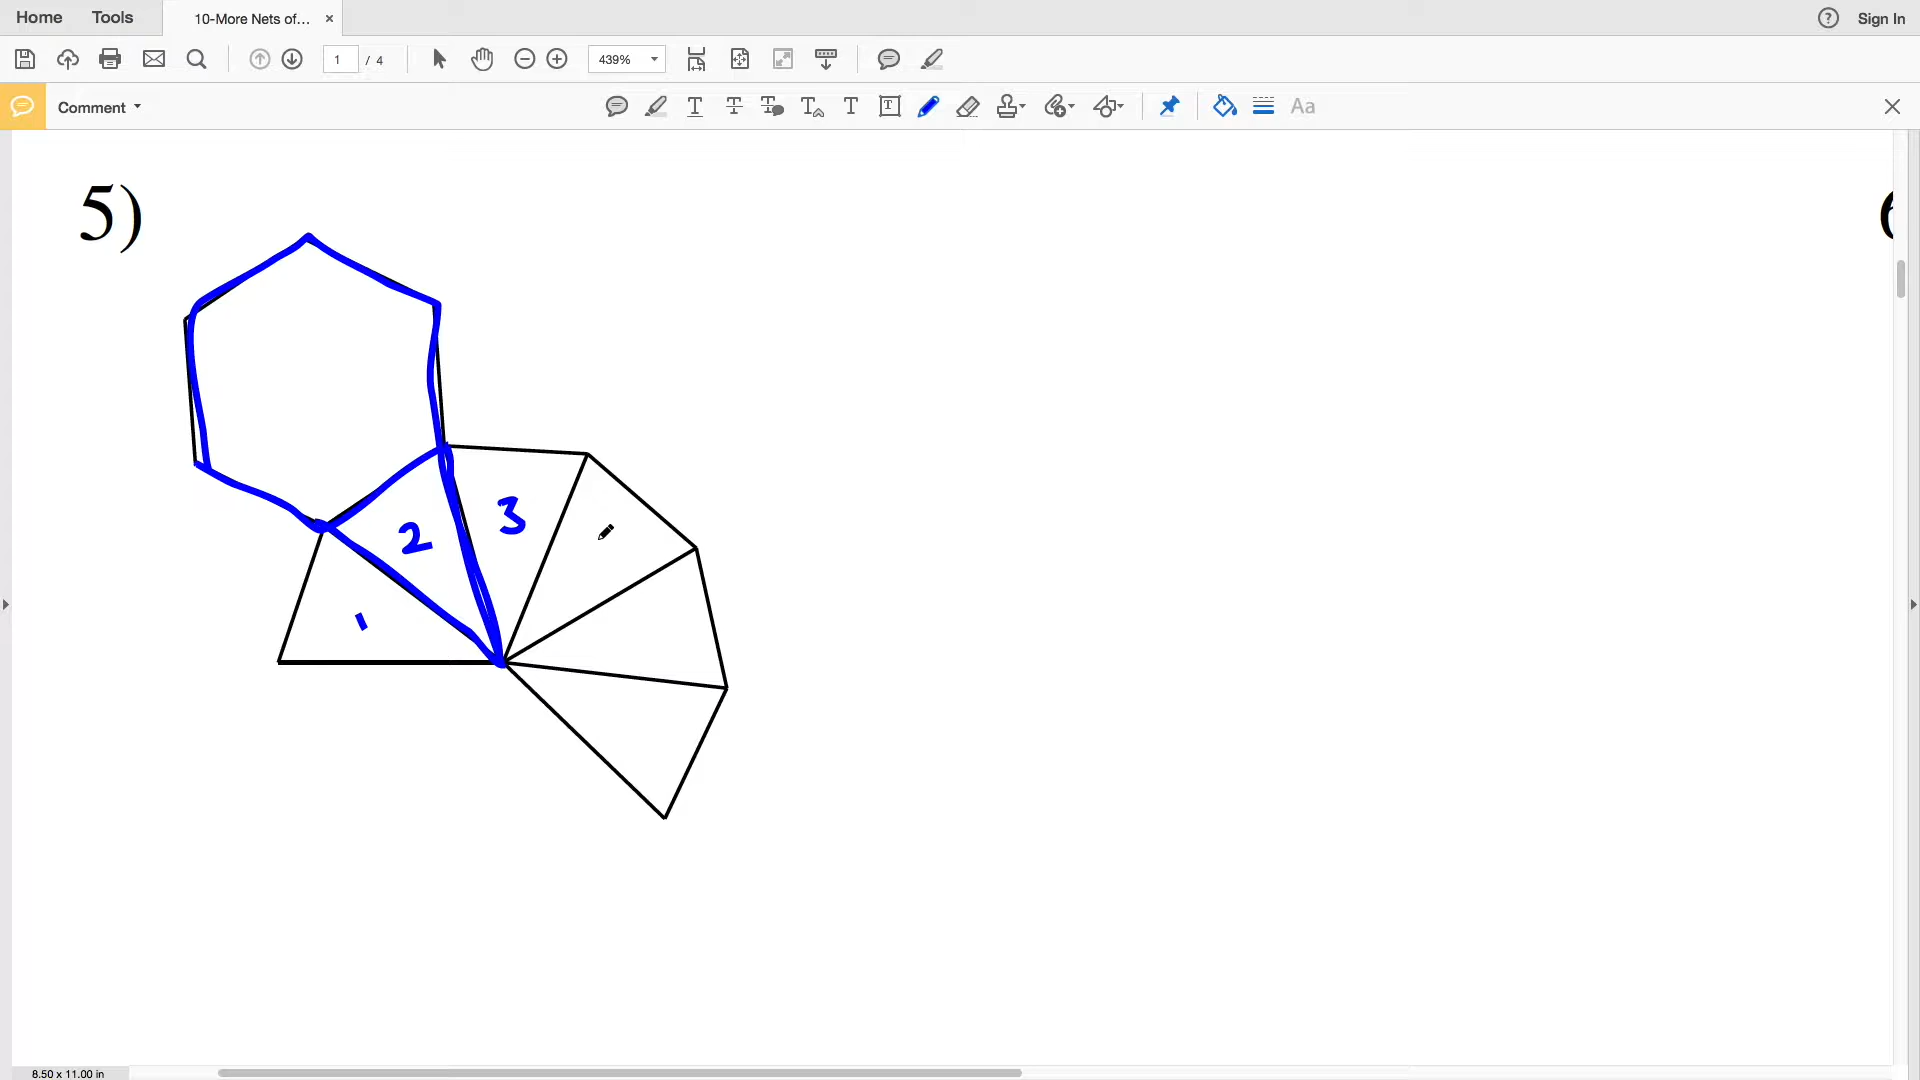 Home Tools 10-More Nets of... × ? Sign In
1 / 4 439%
Comment T T T T T T Aa
5)
3
2
1
8.50 x 11.00 in